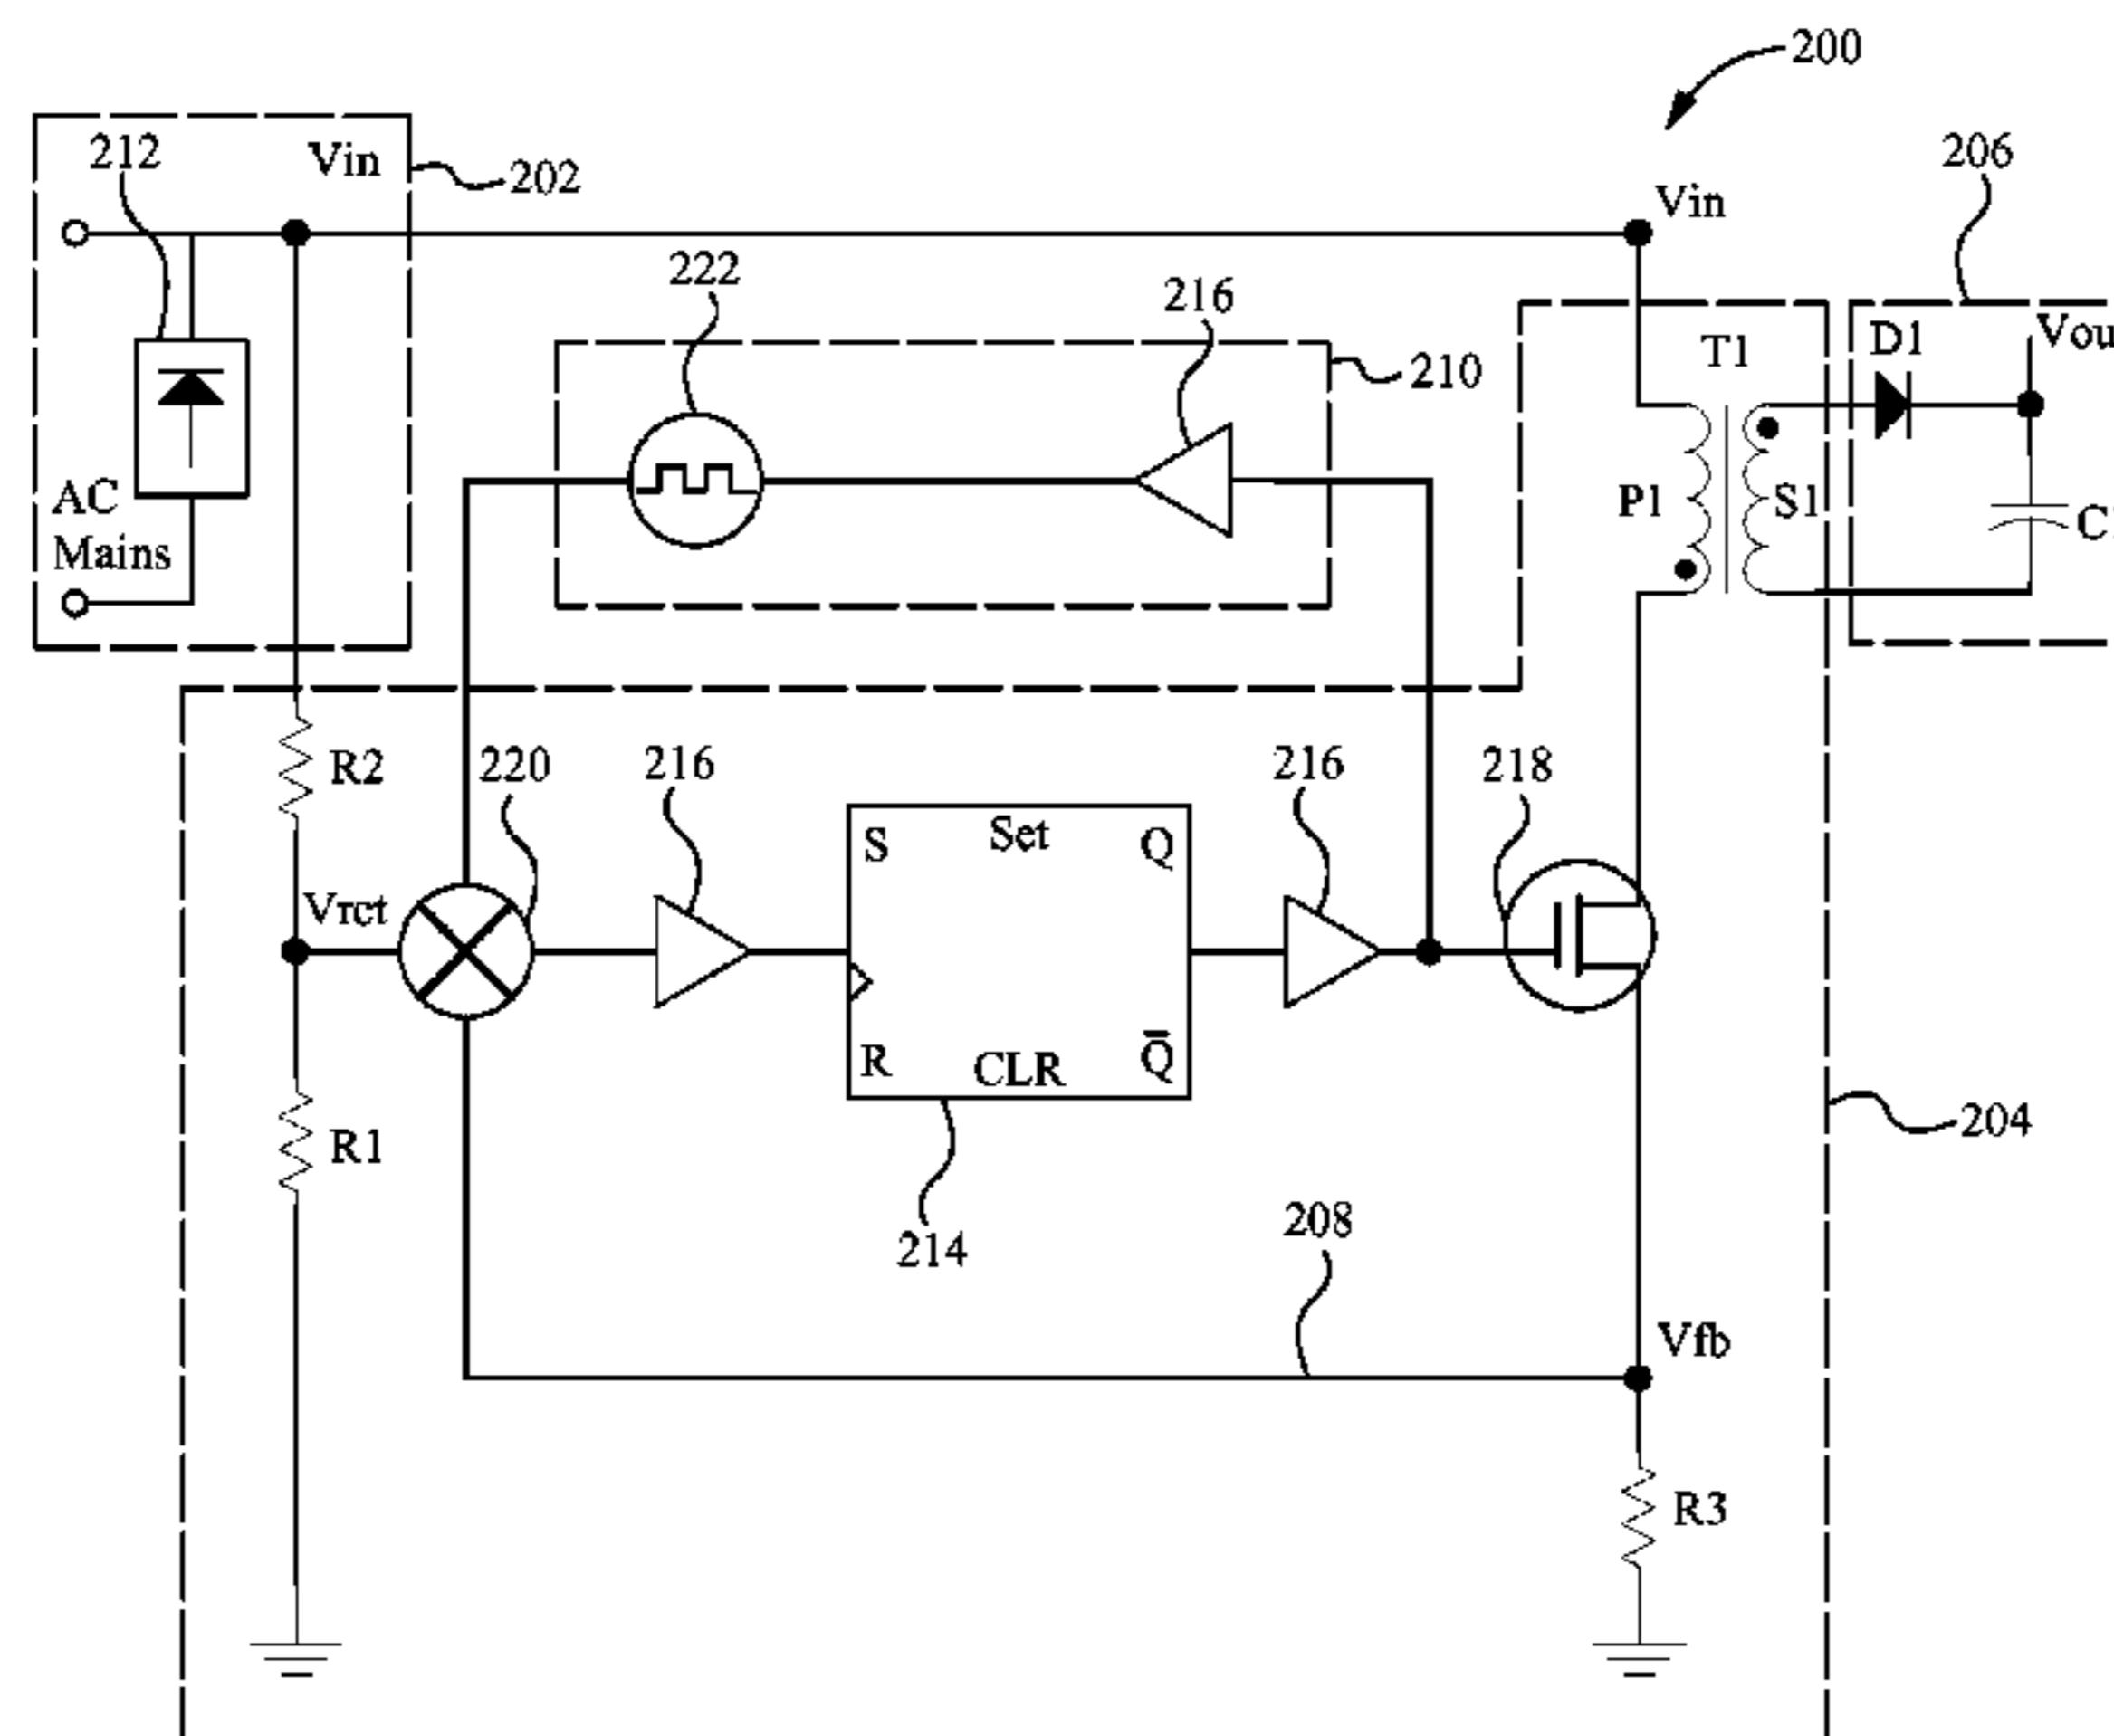 200
212
Vin
202
206
Vin
222
216
T1
D1
Vou
210
AC
Mains
P1
S1
C
R2
220
216
216
218
S
Set
Q
Vrct
R
CLR
Q̅
R1
204
214
208
Vfb
R3